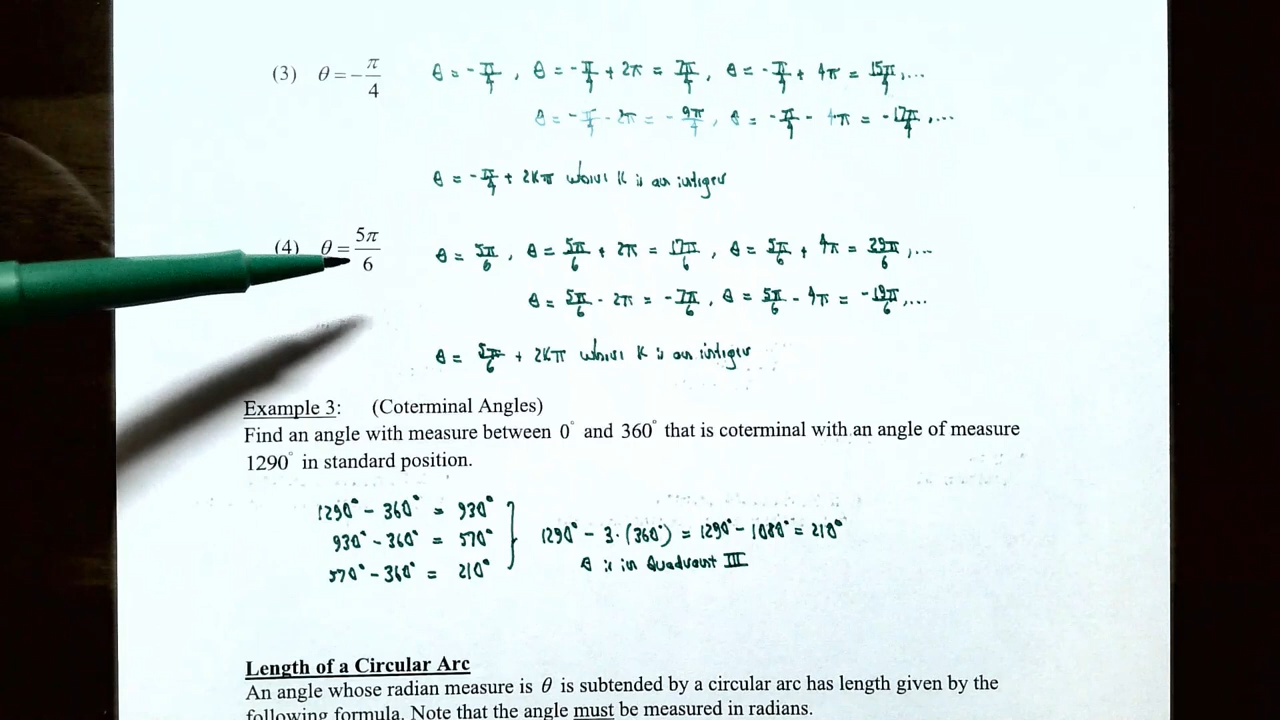 (3) θ = -π/4 θ = -π/4 , θ = -π/4 + 2π = 7π/4 , θ = -π/4 + 4π = 15π/4 ,...
θ = -π/4 - 2π = -9π/4 , θ = -π/4 - 4π = -17π/4 ,...
θ = -π/4 + 2Kπ where K is an integer
(4) θ = 5π/6 θ = 5π/6 , θ = 5π/6 + 2π = 17π/6 , θ = 5π/6 + 4π = 29π/6 ,...
θ = 5π/6 - 2π = -7π/6 , θ = 5π/6 - 4π = -19π/6 ,...
θ = 5π/6 + 2Kπ where K is an integer
Example 3: (Coterminal Angles)
Find an angle with measure between 0° and 360° that is coterminal with an angle of measure
1290° in standard position.
1290° - 360° = 930°
930° - 360° = 570°
570° - 360° = 210°
1290° - 3·(360°) = 1290° - 1080° = 210°
θ is in Quadrant III
Length of a Circular Arc
An angle whose radian measure is θ is subtended by a circular arc has length given by the
following formula. Note that the angle must be measured in radians.